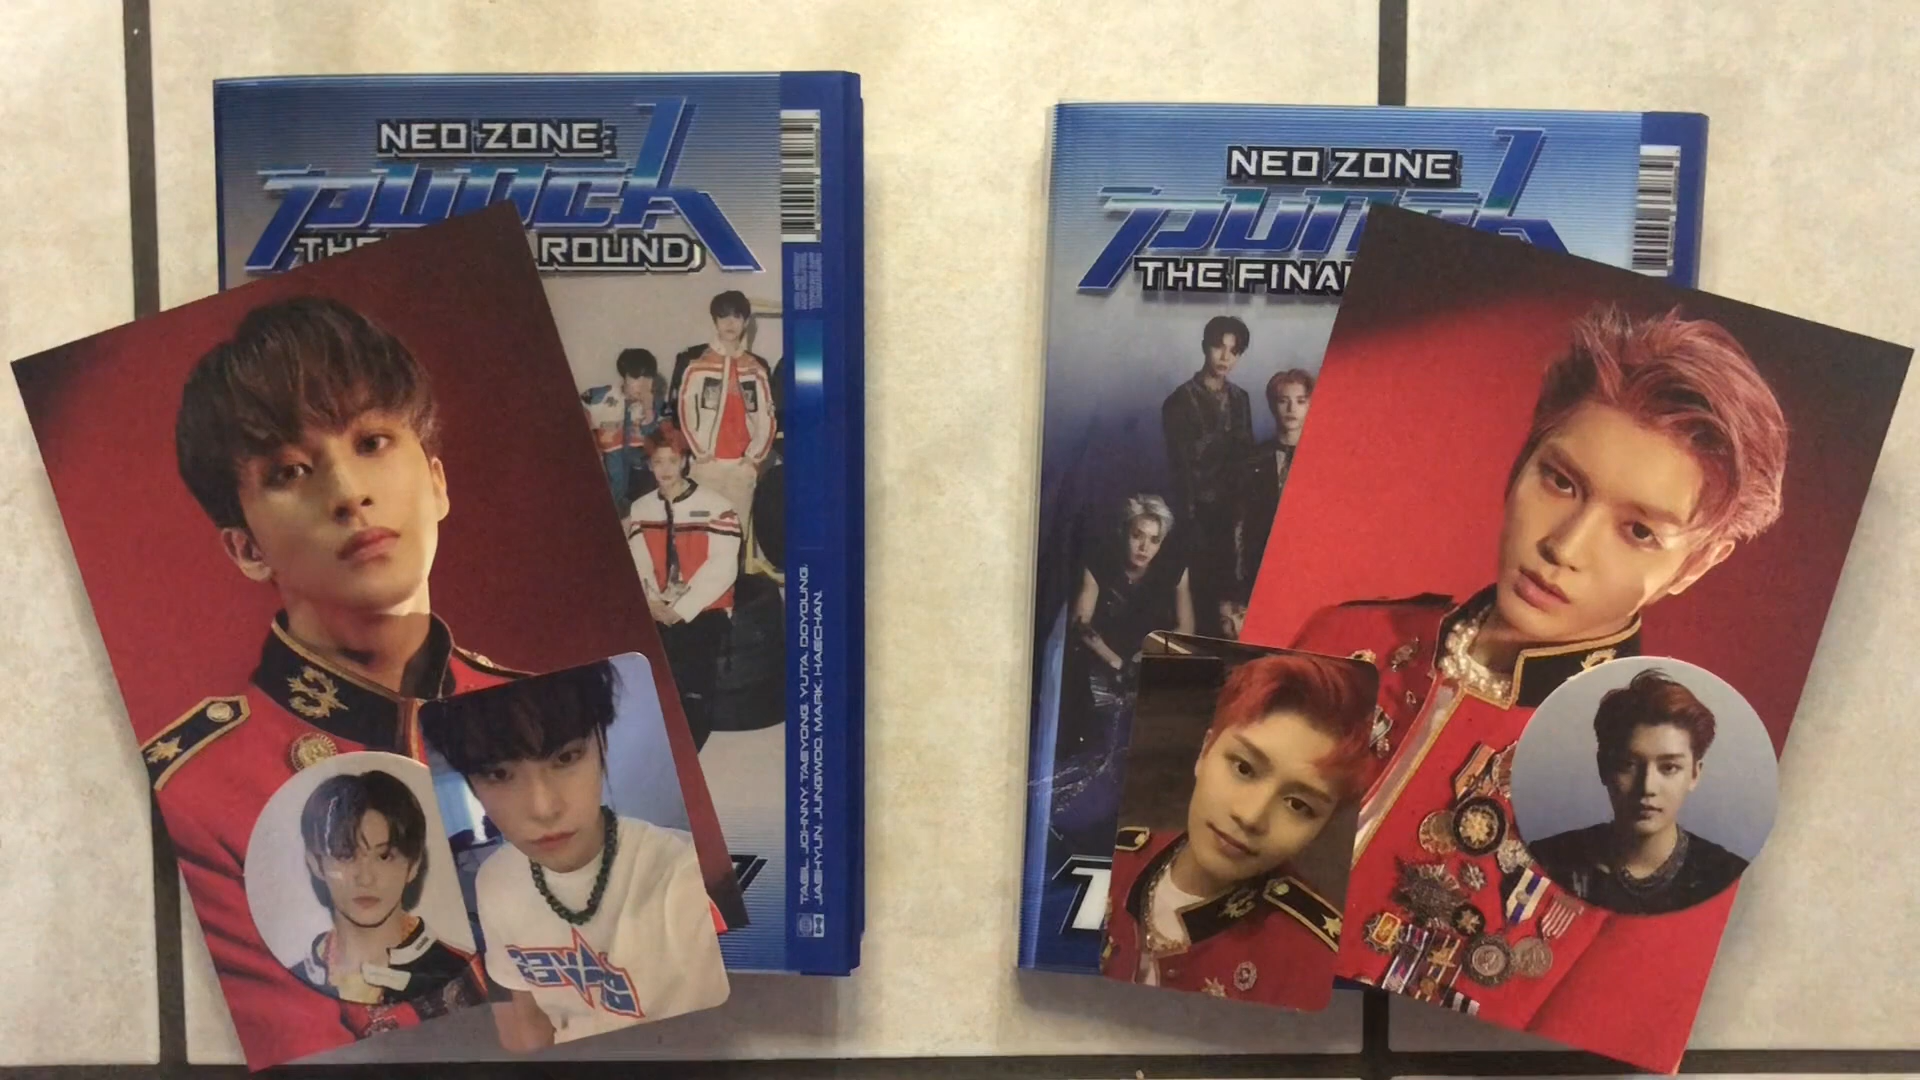 NEO ZONE
PUNCH
THE ROUND
TAEIL. JOHNNY. TAEYONG. YUTA. DOYOUNG.
JAEHYUN. JUNGWOO. MARK. HAECHAN.
NEO ZONE
PUNCH
THE FINAL